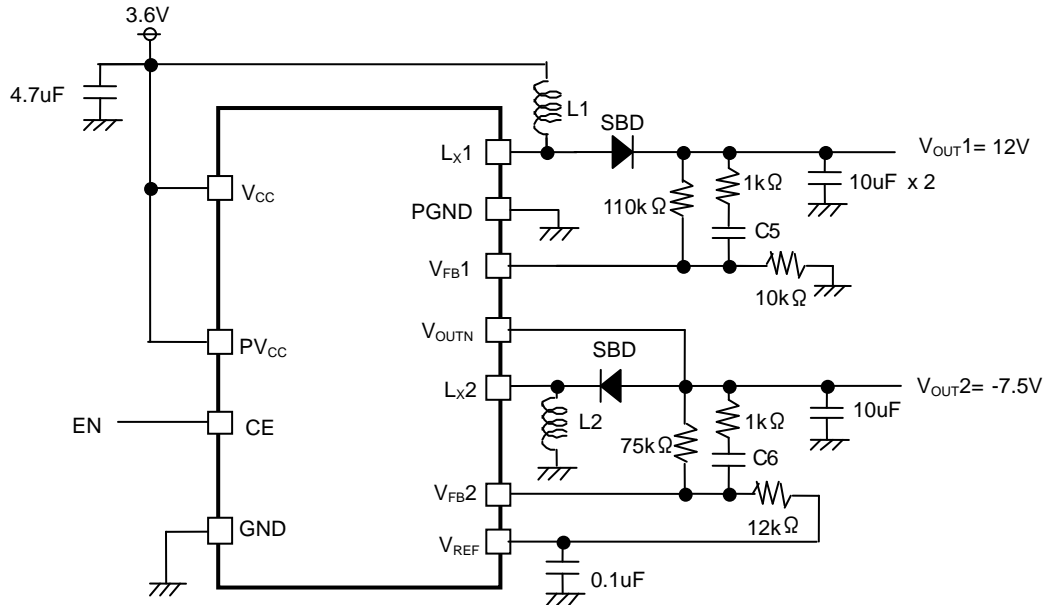 3.6V
4.7uF
L1
SBD
LX1
VOUT1= 12V
1kΩ
10uF x 2
VCC
110kΩ
PGND
C5
VFB1
10kΩ
VOUTN
PVCC
SBD
LX2
VOUT2= -7.5V
1kΩ
10uF
EN
CE
L2
75kΩ
C6
VFB2
12kΩ
GND
VREF
0.1uF